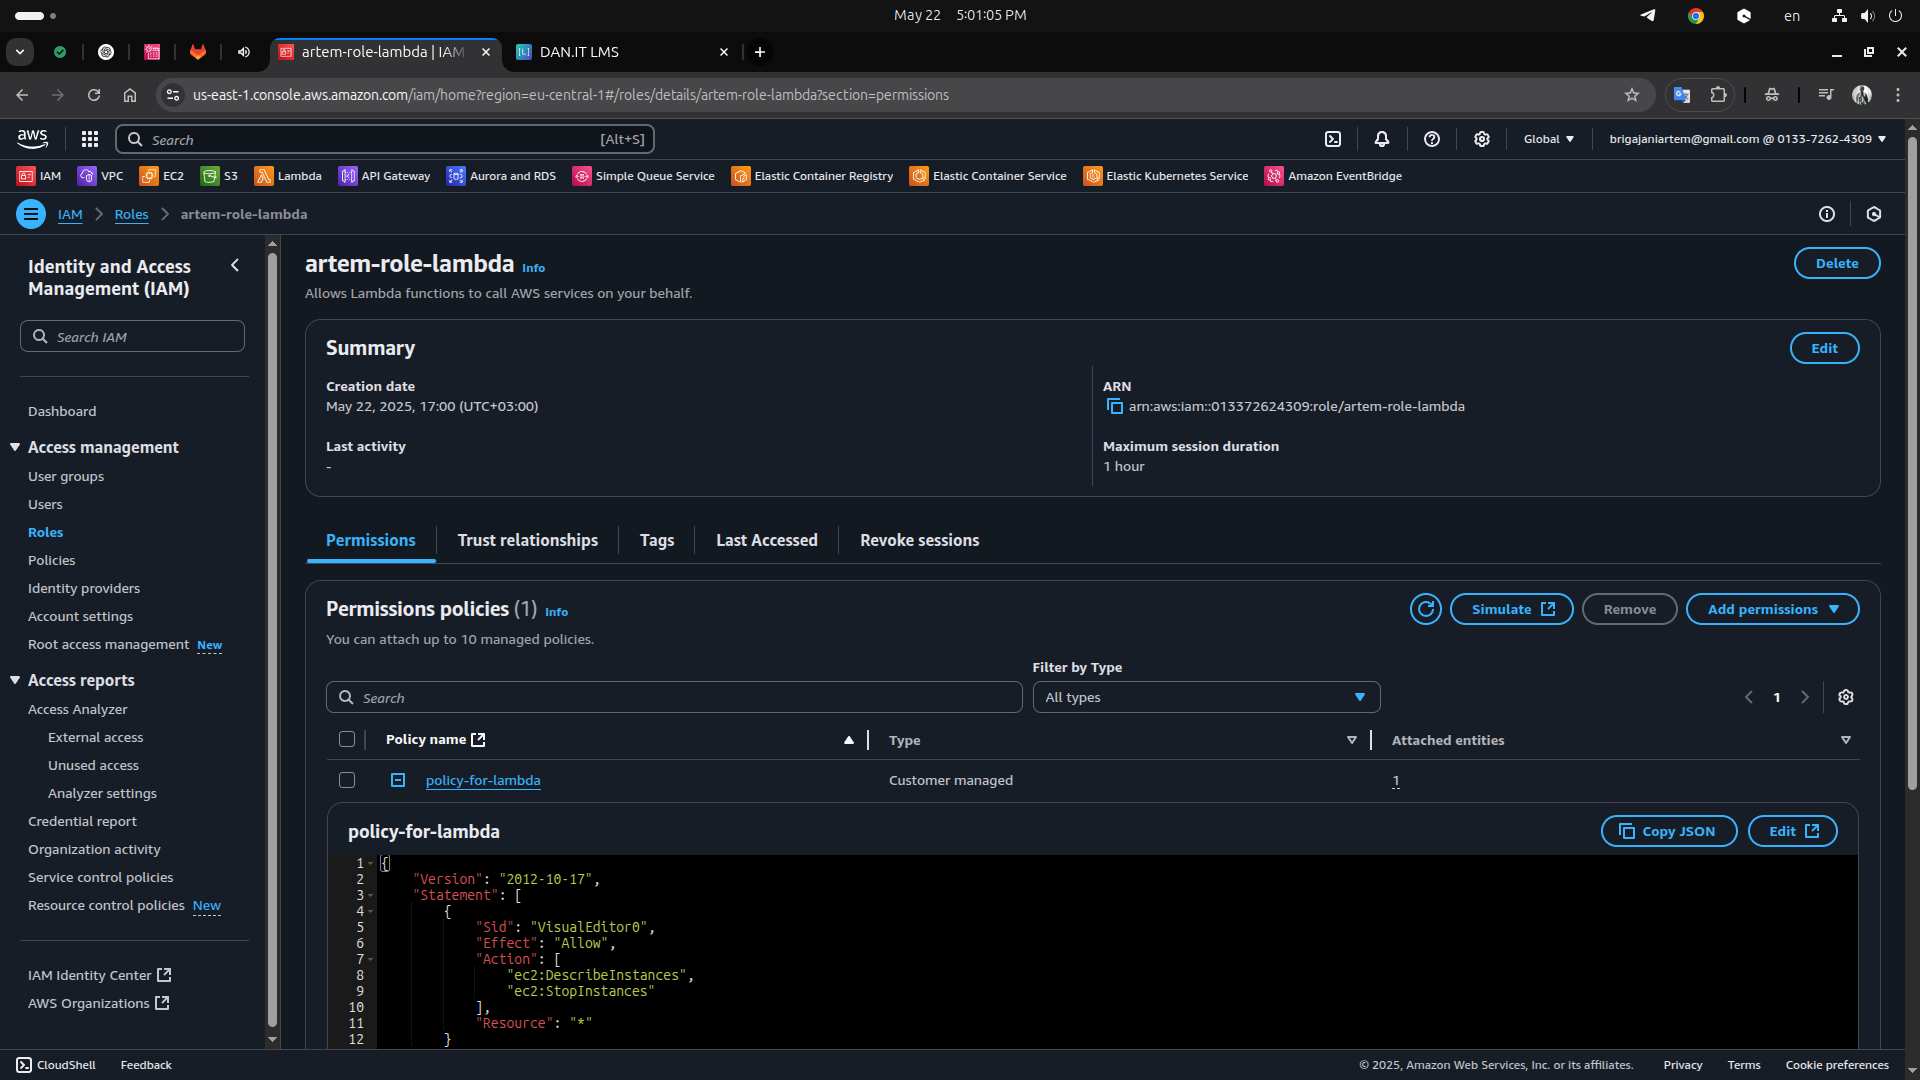 May 22 5:01:05 PM
en
artem-role-lambda | IAM
DAN.IT LMS
us-east-1.console.aws.amazon.com/iam/home?region=eu-central-1#/roles/details/artem-role-lambda?section=permissions
aws
Search
[Alt+S]
Global
brigajaniartem@gmail.com @ 0133-7262-4309
IAM
VPC
EC2
S3
Lambda
API Gateway
Aurora and RDS
Simple Queue Service
Elastic Container Registry
Elastic Container Service
Elastic Kubernetes Service
Amazon EventBridge
IAM
Roles
artem-role-lambda
Identity and Access
Management (IAM)
Search IAM
Dashboard
Access management
User groups
Users
Roles
Policies
Identity providers
Account settings
Root access management New
Access reports
Access Analyzer
External access
Unused access
Analyzer settings
Credential report
Organization activity
Service control policies
Resource control policies New
IAM Identity Center
AWS Organizations
artem-role-lambda Info
Delete
Allows Lambda functions to call AWS services on your behalf.
Summary
Edit
Creation date
May 22, 2025, 17:00 (UTC+03:00)
ARN
arn:aws:iam::013372624309:role/artem-role-lambda
Last activity
-
Maximum session duration
1 hour
Permissions
Trust relationships
Tags
Last Accessed
Revoke sessions
Permissions policies (1) Info
Simulate
Remove
Add permissions
You can attach up to 10 managed policies.
Filter by Type
Search
All types
1
Policy name
Type
Attached entities
policy-for-lambda
Customer managed
1
policy-for-lambda
Copy JSON
Edit
1 {
2 "Version": "2012-10-17",
3 "Statement": [
4 {
5 "Sid": "VisualEditor0",
6 "Effect": "Allow",
7 "Action": [
8 "ec2:DescribeInstances",
9 "ec2:StopInstances"
10 ],
11 "Resource": "*"
12 }
CloudShell
Feedback
© 2025, Amazon Web Services, Inc. or its affiliates.
Privacy
Terms
Cookie preferences